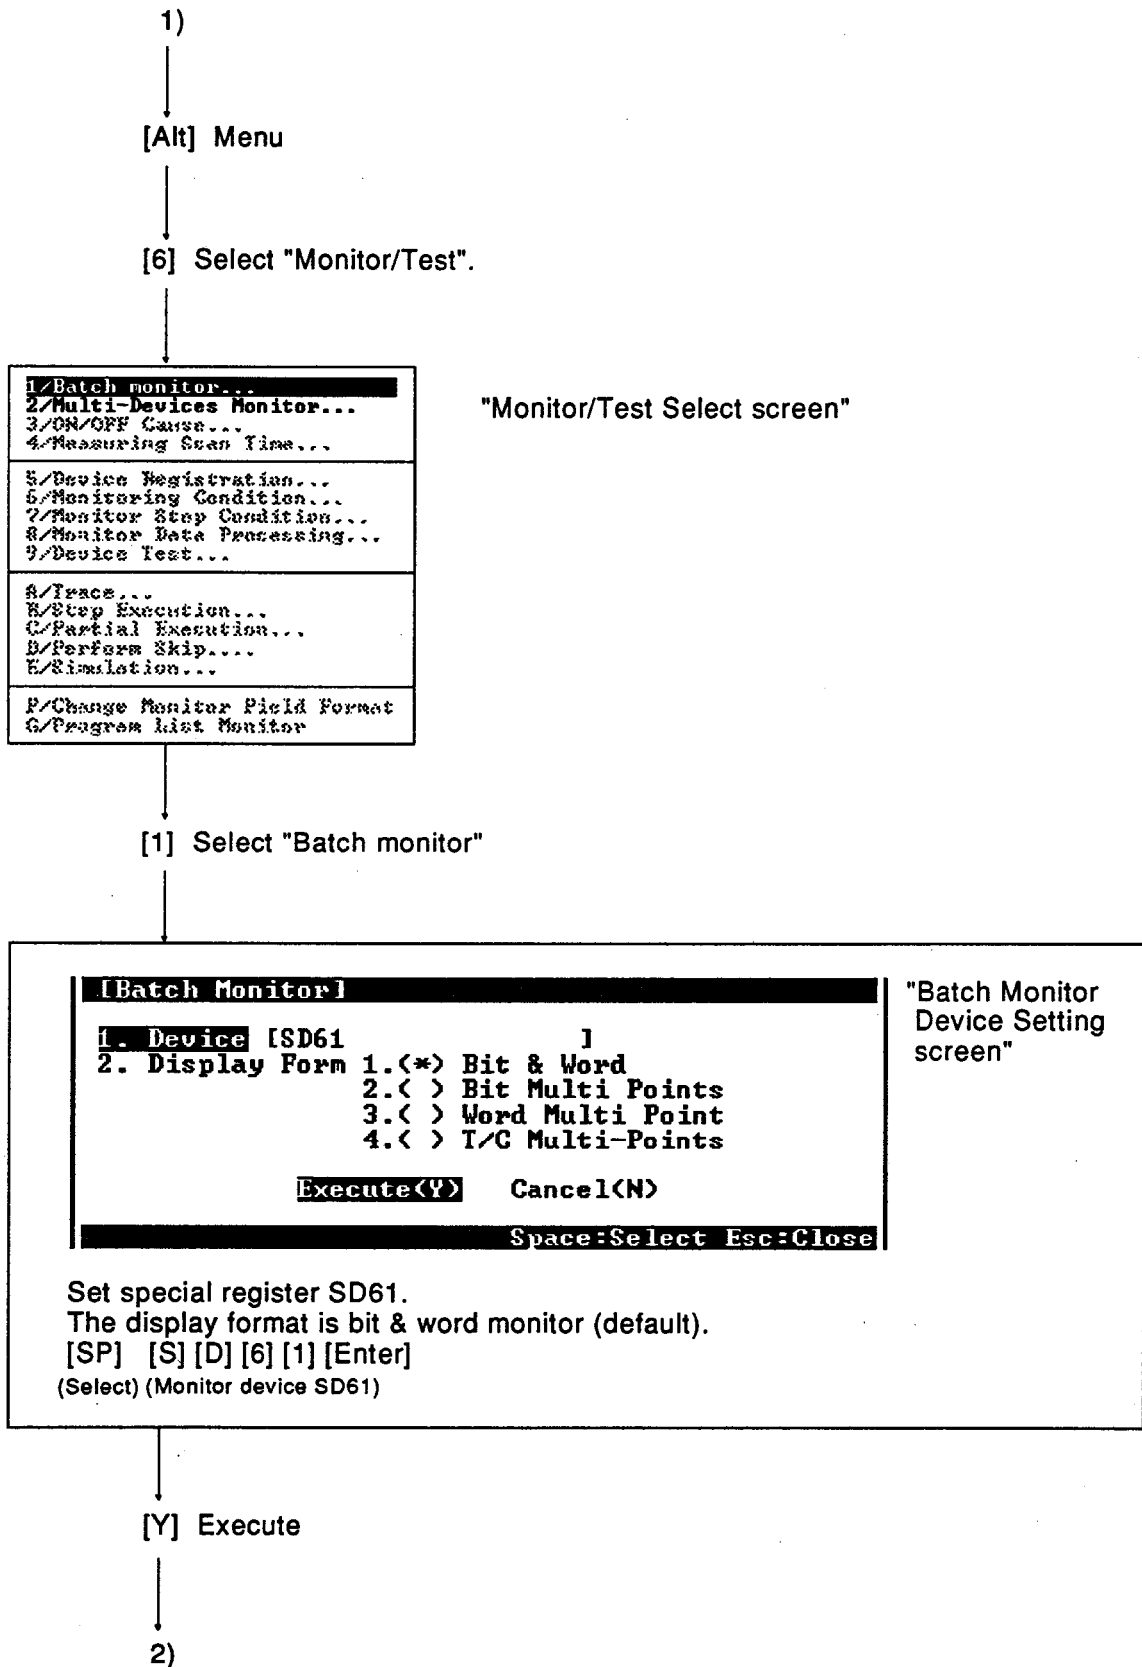 1)
[Alt] Menu
[6] Select "Monitor/Test".
1/Batch monitor...
2/Multi-Devices Monitor...
3/ON/OFF Cause...
4/Measuring Scan Time...
5/Device Registration...
6/Monitoring Condition...
7/Monitor Stop Condition...
8/Monitor Data Processing...
9/Device Test...
A/Trace...
B/Step Execution...
C/Partial Execution...
D/Perform Skip....
E/Simulation...
F/Change Monitor Field Format
G/Program List Monitor
"Monitor/Test Select screen"
[1] Select "Batch monitor"
[Batch Monitor]
1. Device [SD61 ]
2. Display Form 1.(*) Bit & Word
2.( ) Bit Multi Points
3.( ) Word Multi Point
4.( ) T/C Multi-Points
Execute(Y) Cancel(N)
Space:Select Esc:Close
"Batch Monitor
Device Setting
screen"
Set special register SD61.
The display format is bit & word monitor (default).
[SP] [S] [D] [6] [1] [Enter]
(Select) (Monitor device SD61)
[Y] Execute
2)